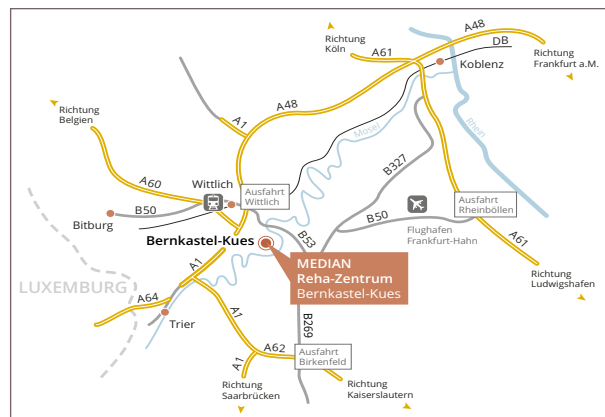 A48
Richtung
Köln
A61
DB
Koblenz
Richtung
Frankfurt a.M.
A1
A48
Mosel
Rhein
Richtung
Belgien
B327
A60
Wittlich
Ausfahrt
Wittlich
B50
Bitburg
B50
Ausfahrt
Rheinböllen
Bernkastel-Kues
B53
Flughafen
Frankfurt-Hahn
A61
MEDIAN
Reha-Zentrum
Bernkastel-Kues
Richtung
Ludwigshafen
LUXEMBURG
A1
A64
Trier
A1
B269
A62
Ausfahrt
Birkenfeld
A1
Richtung
Saarbrücken
Richtung
Kaiserslautern